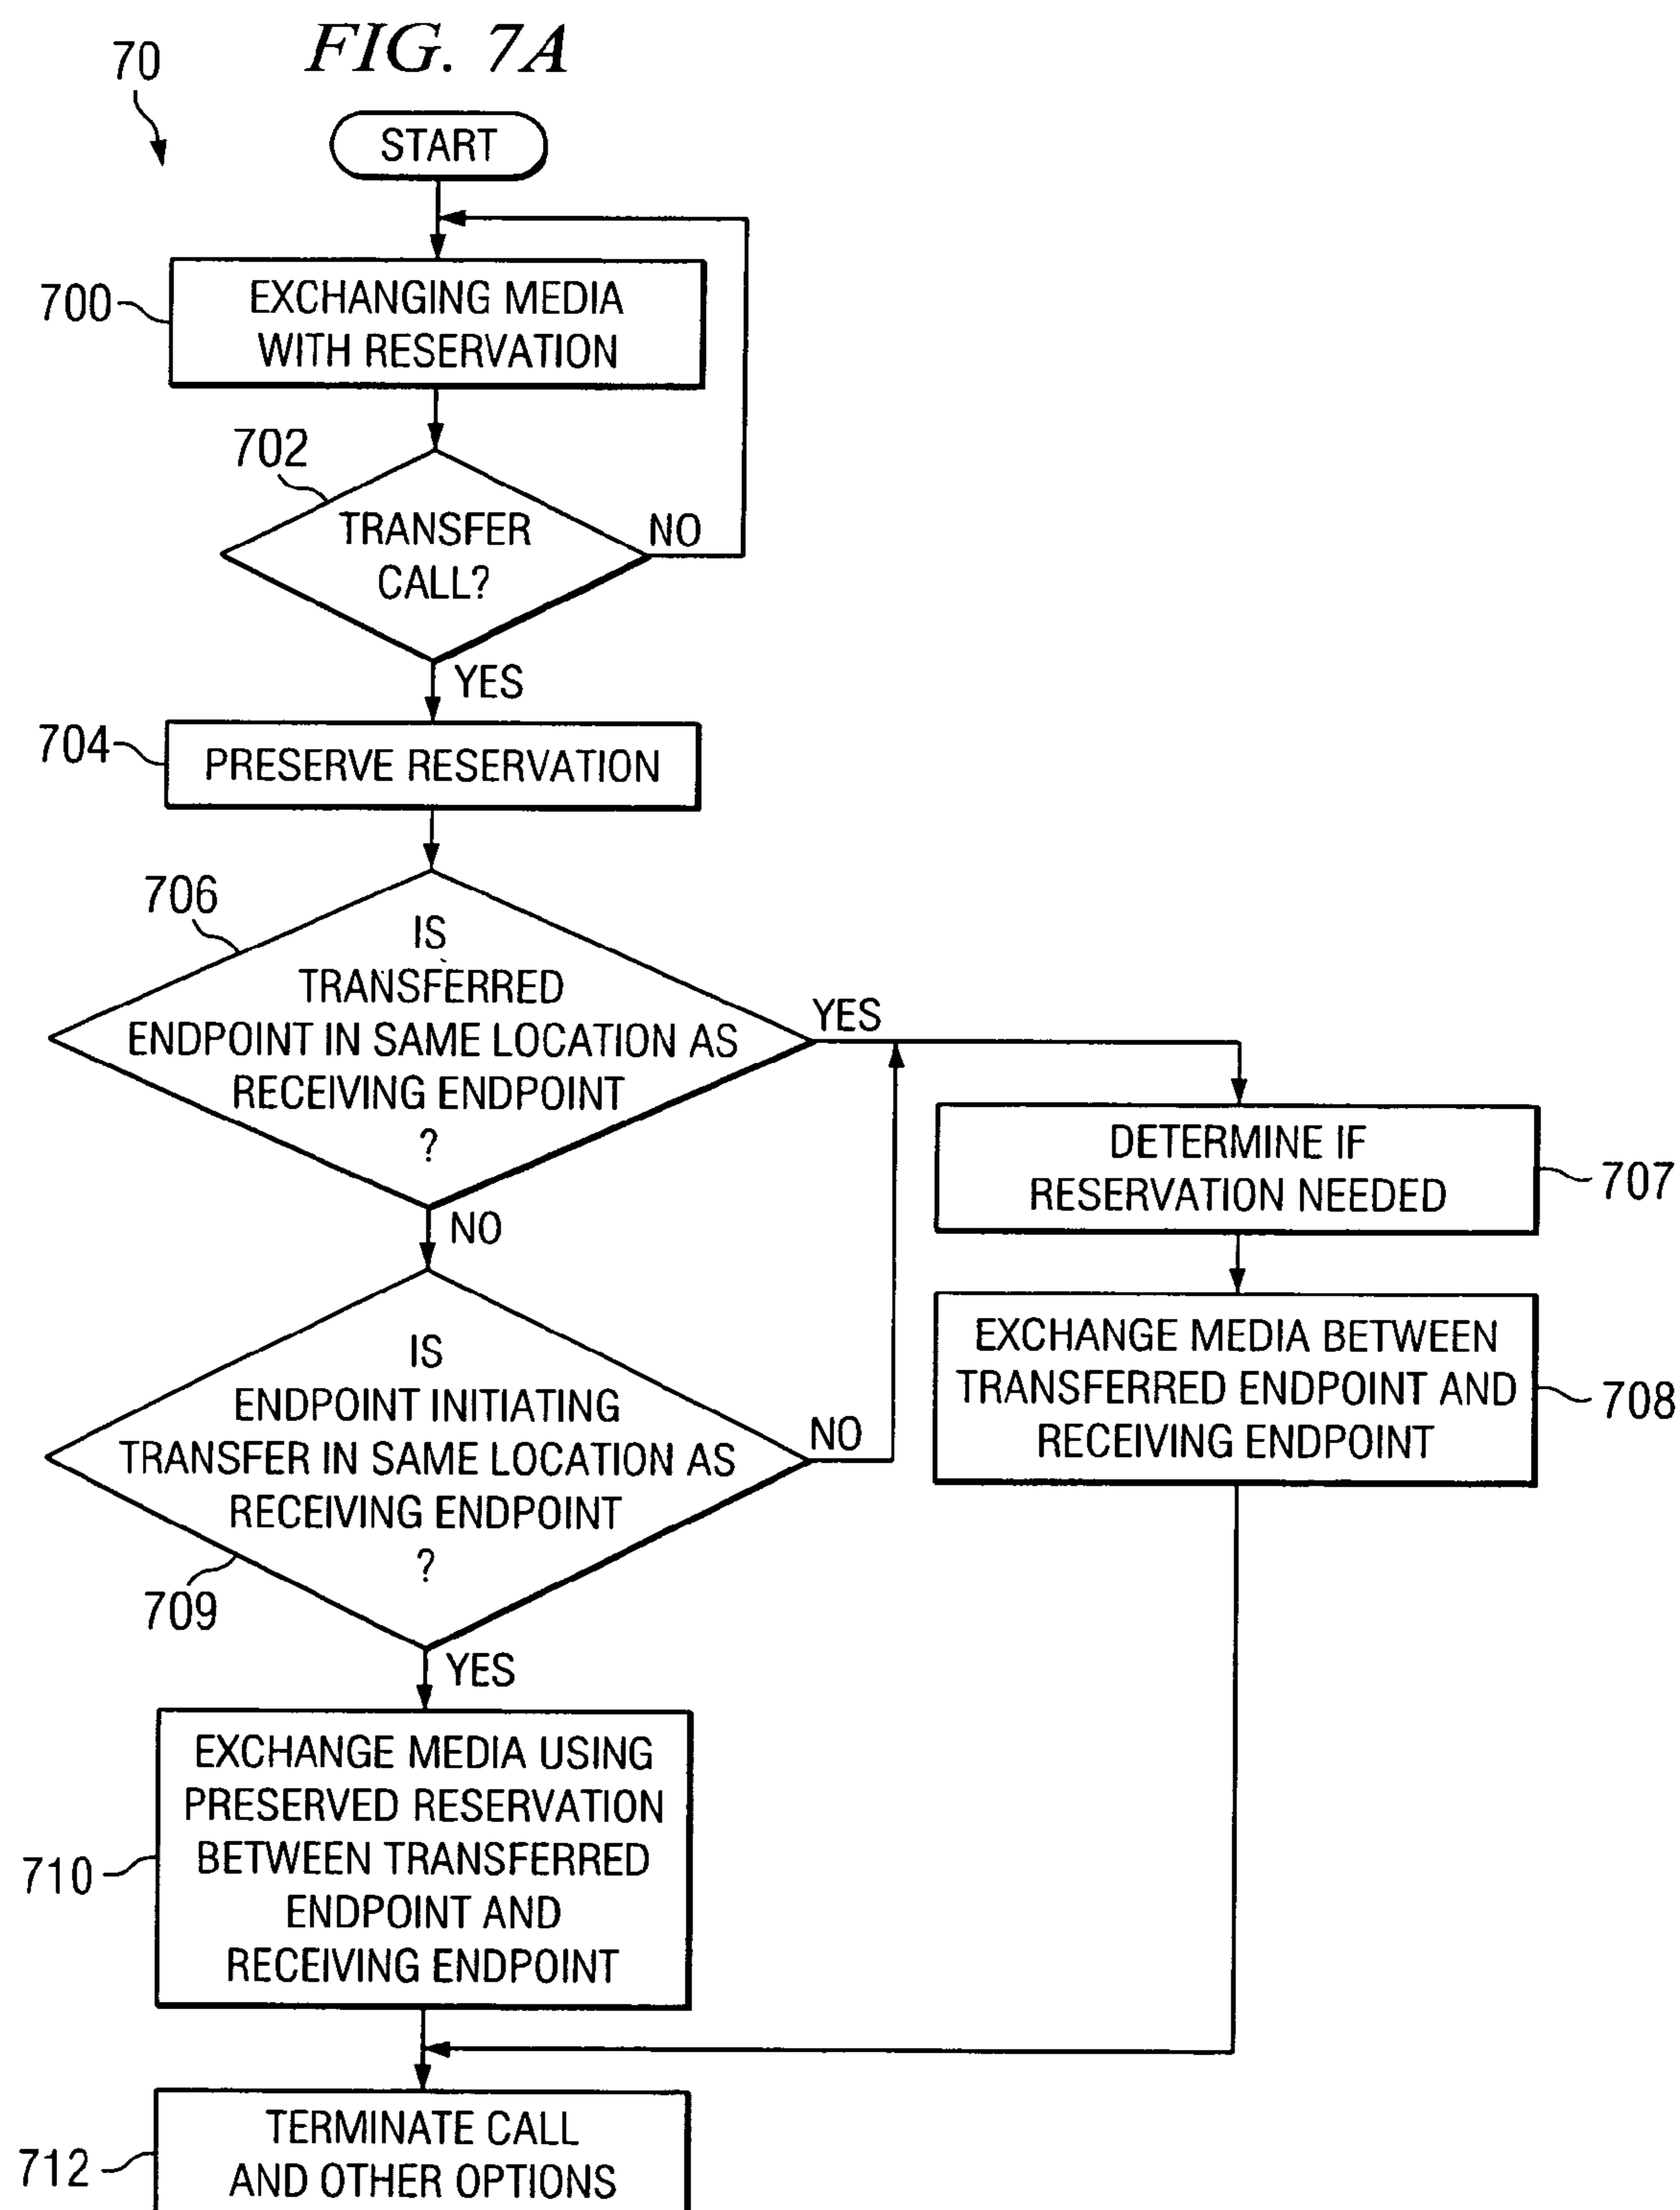 FIG. 7A
70
START
700
EXCHANGING MEDIA
WITH RESERVATION
702
TRANSFER
CALL?
NO
YES
704
PRESERVE RESERVATION
706
IS
TRANSFERRED
ENDPOINT IN SAME LOCATION AS
RECEIVING ENDPOINT
?
YES
NO
DETERMINE IF
RESERVATION NEEDED
707
EXCHANGE MEDIA BETWEEN
TRANSFERRED ENDPOINT AND
RECEIVING ENDPOINT
708
IS
ENDPOINT INITIATING
TRANSFER IN SAME LOCATION AS
RECEIVING ENDPOINT
?
NO
709
YES
EXCHANGE MEDIA USING
PRESERVED RESERVATION
BETWEEN TRANSFERRED
ENDPOINT AND
RECEIVING ENDPOINT
710
TERMINATE CALL
AND OTHER OPTIONS
712